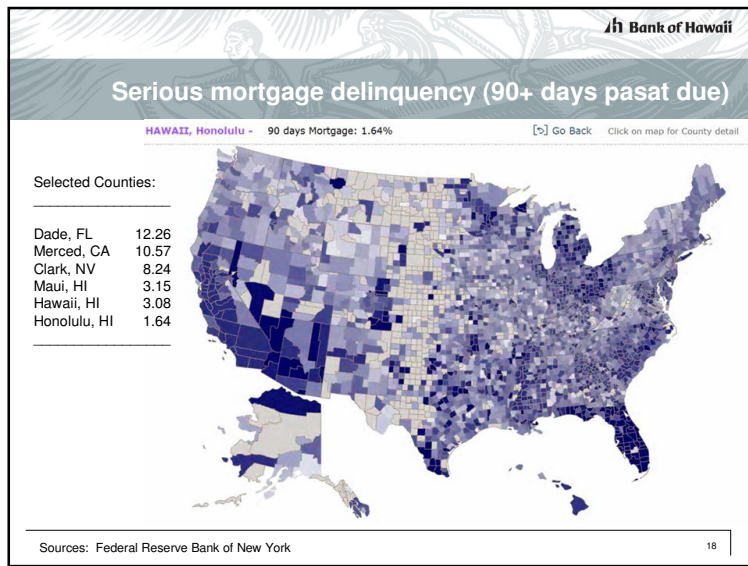 Bank of Hawaii
Serious mortgage delinquency (90+ days pasat due)
HAWAII, Honolulu - 90 days Mortgage: 1.64% Go Back Click on map for County detail
Selected Counties:
Dade, FL 12.26
Merced, CA 10.57
Clark, NV 8.24
Maui, HI 3.15
Hawaii, HI 3.08
Honolulu, HI 1.64
Sources: Federal Reserve Bank of New York 18